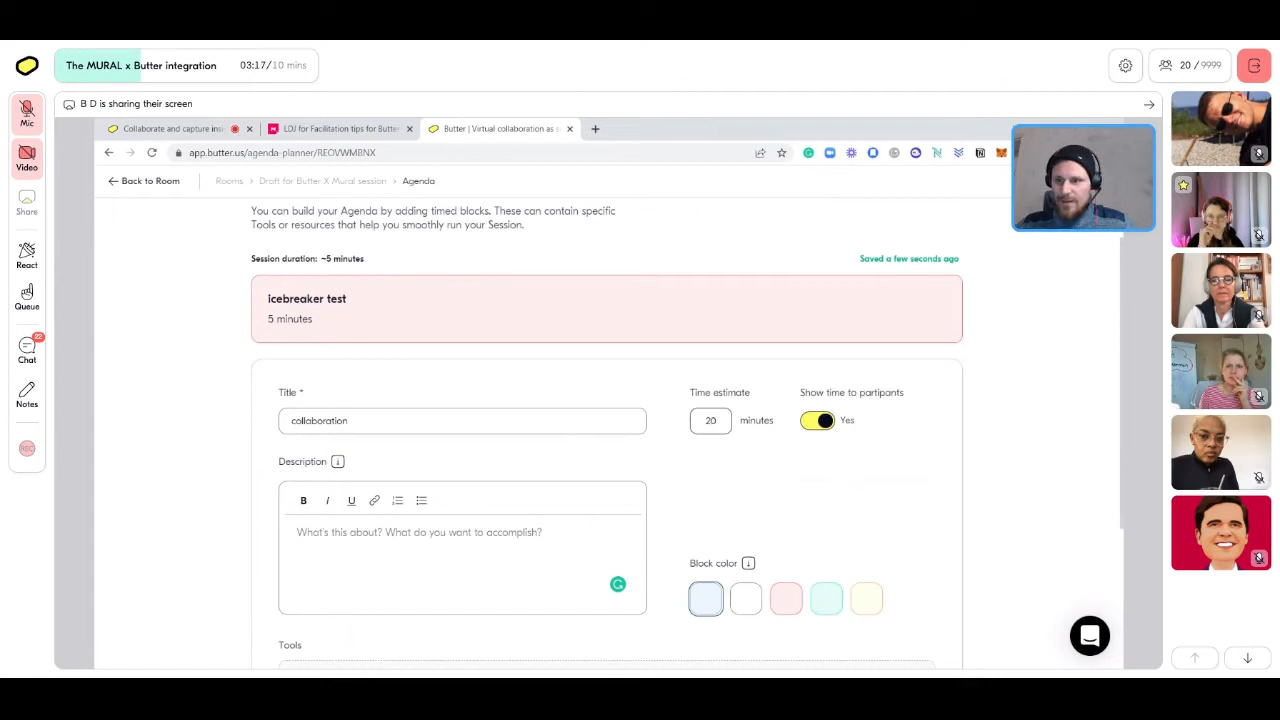 The MURAL x Butter integration 03:17/10 mins
20 / 9999
Mic
Video
Share
React
Queue
22
Chat
Notes
REC
B D is sharing their screen
Collaborate and capture insi
LDJ for Facilitation tips for Butter
Butter | Virtual collaboration as s
app.butter.us/agenda-planner/REOVWMBNX
Back to Room
Rooms > Draft for Butter X Mural session > Agenda
You can build your Agenda by adding timed blocks. These can contain specific
Tools or resources that help you smoothly run your Session.
Session duration: ~5 minutes
Saved a few seconds ago
icebreaker test
5 minutes
Title *
Time estimate
Show time to partipants
collaboration
20 minutes
Yes
Description
B I U
What's this about? What do you want to accomplish?
Block color
Tools